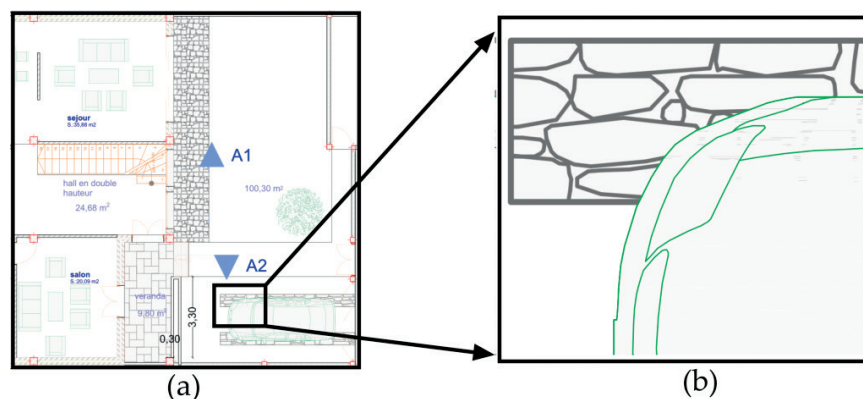 sejour
S: 35,88 m2
A1
hall en double
hauteur
24,68 m²
100,30 m²
A2
salon
S: 20,09 m2
veranda
9,80 m²
3,30
0,30
(a)
(b)